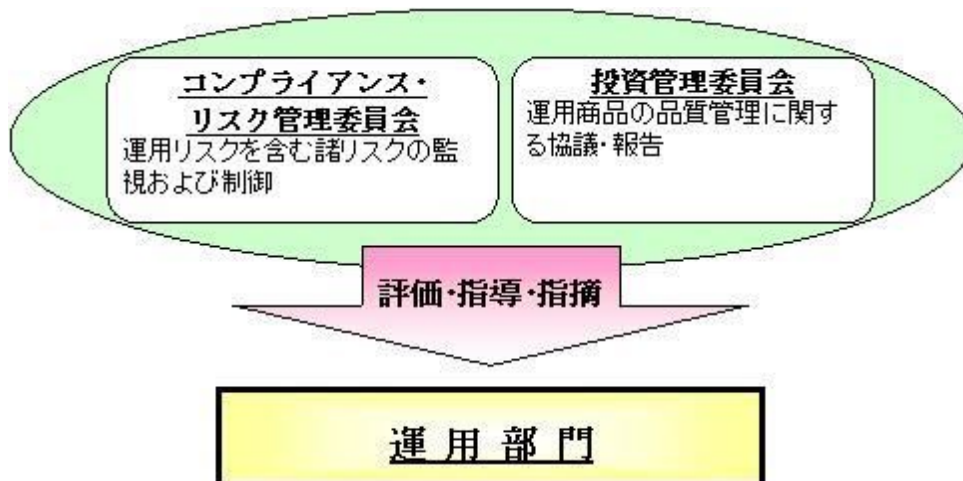 コンプライアンス・
リスク管理委員会
運用リスクを含む諸リスクの監
視および制御
投資管理委員会
運用商品の品質管理に関す
る協議・報告
評価・指導・指摘
運用部門